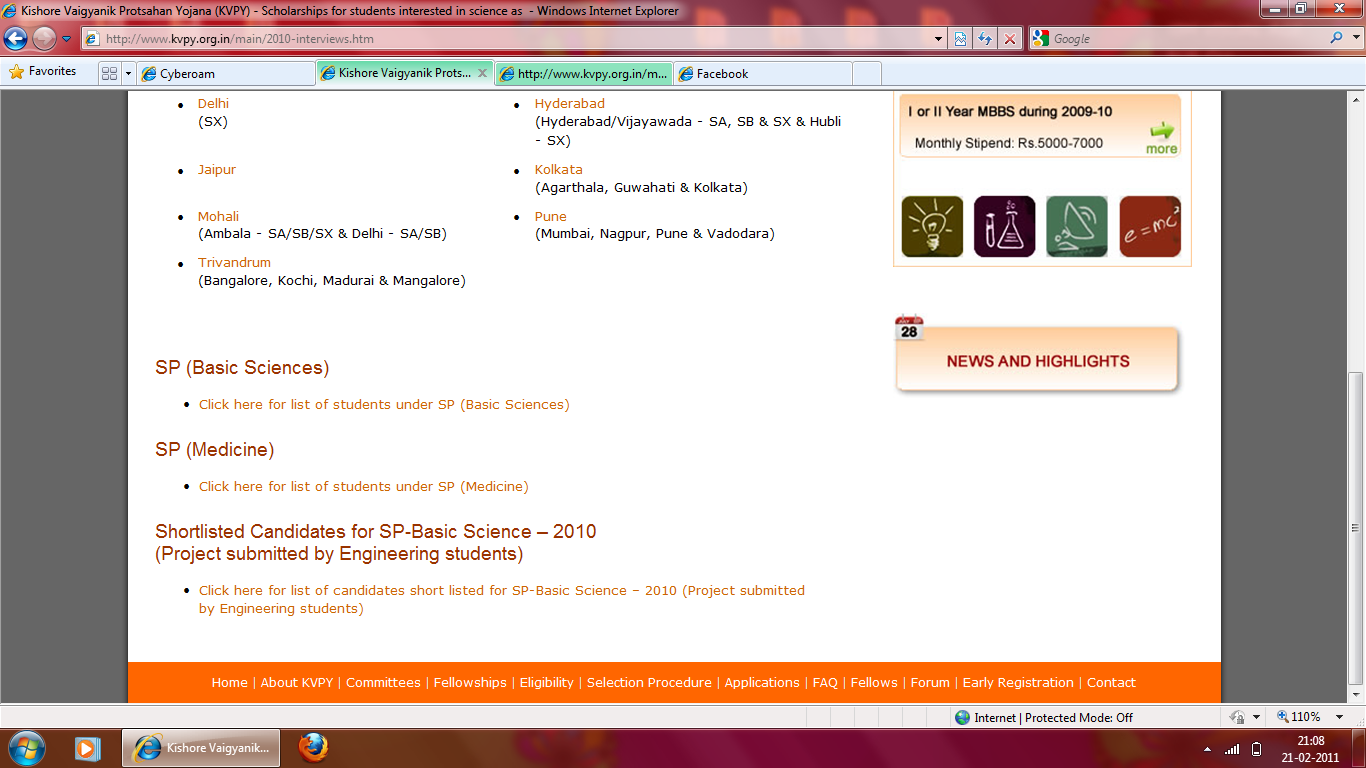 Kishore Vaigyanik Protsahan Yojana (KVPY) - Scholarships for students interested in science as - Windows Internet Explorer
http://www.kvpy.org.in/main/2010-interviews.htm
Google
Favorites
Cyberoam
Kishore Vaigyanik Prots...
http://www.kvpy.org.in/m...
Facebook
• Delhi
(SX)
• Hyderabad
(Hyderabad/Vijayawada - SA, SB & SX & Hubli
- SX)
• Jaipur
• Kolkata
(Agarthala, Guwahati & Kolkata)
• Mohali
(Ambala - SA/SB/SX & Delhi - SA/SB)
• Pune
(Mumbai, Nagpur, Pune & Vadodara)
• Trivandrum
(Bangalore, Kochi, Madurai & Mangalore)
I or II Year MBBS during 2009-10
Monthly Stipend: Rs.5000-7000
more
e=mc²
28
NEWS AND HIGHLIGHTS
SP (Basic Sciences)
• Click here for list of students under SP (Basic Sciences)
SP (Medicine)
• Click here for list of students under SP (Medicine)
Shortlisted Candidates for SP-Basic Science – 2010
(Project submitted by Engineering students)
• Click here for list of candidates short listed for SP-Basic Science – 2010 (Project submitted
by Engineering students)
Home | About KVPY | Committees | Fellowships | Eligibility | Selection Procedure | Applications | FAQ | Fellows | Forum | Early Registration | Contact
Internet | Protected Mode: Off
110%
Kishore Vaigyanik...
21:08
21-02-2011